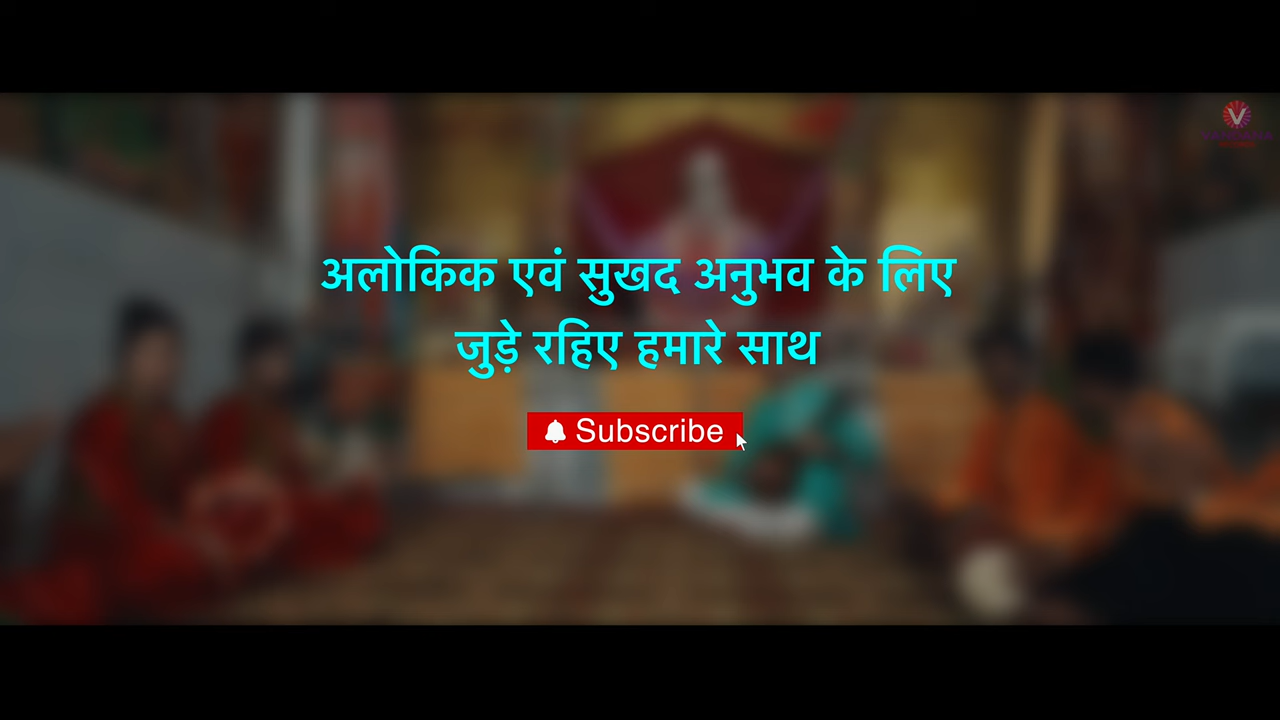 अलोकिक एवं सुखद अनुभव के लिए
जुड़े रहिए हमारे साथ
Subscribe